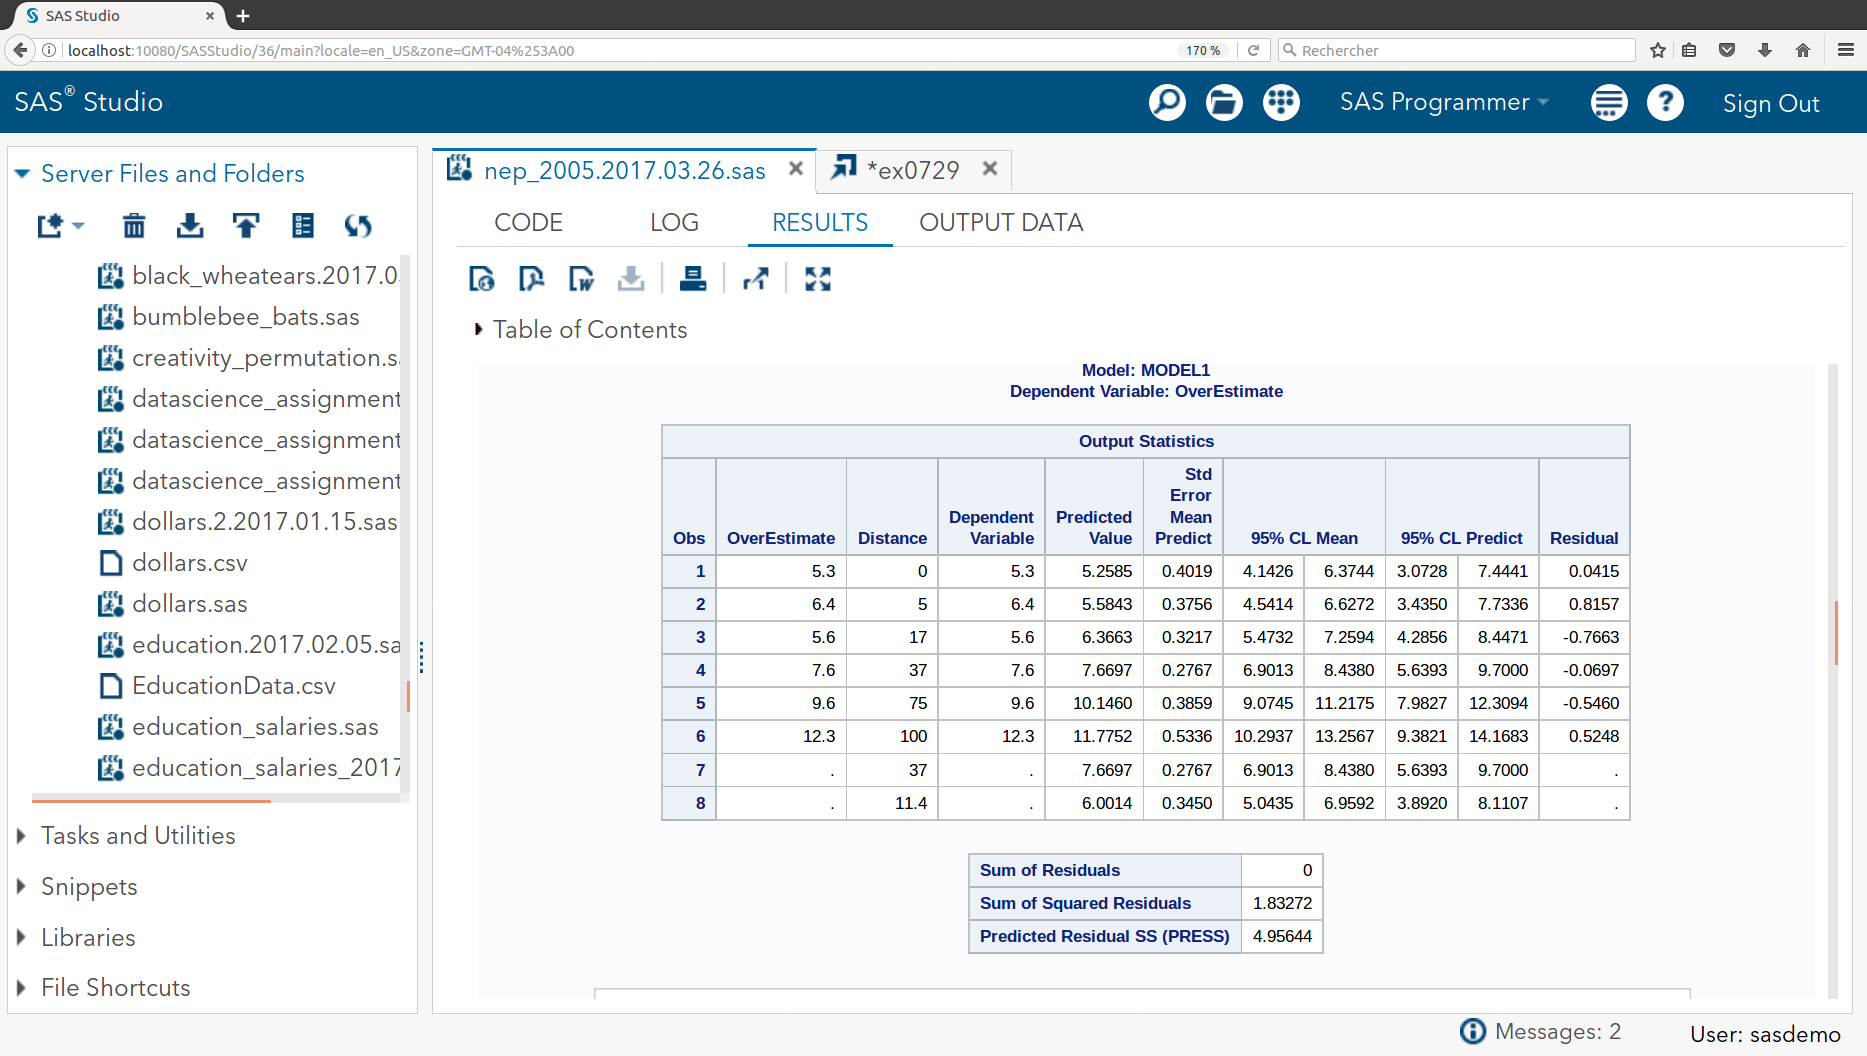 SAS Studio
localhost:10080/SASStudio/36/main?locale=en_US&zone=GMT-04%253A00
170 %
Rechercher
SAS® Studio
SAS Programmer
Sign Out
Server Files and Folders
black_wheatears.2017.0
bumblebee_bats.sas
creativity_permutation.s
datascience_assignment
datascience_assignment
datascience_assignment
dollars.2.2017.01.15.sas
dollars.csv
dollars.sas
education.2017.02.05.sa
EducationData.csv
education_salaries.sas
education_salaries_2017
Tasks and Utilities
Snippets
Libraries
File Shortcuts
nep_2005.2017.03.26.sas
*ex0729
CODE LOG RESULTS OUTPUT DATA
Table of Contents
Model: MODEL1
Dependent Variable: OverEstimate
Output Statistics
Obs OverEstimate Distance Dependent Variable Predicted Value Std Error Mean Predict 95% CL Mean 95% CL Predict Residual
1 5.3 0 5.3 5.2585 0.4019 4.1426 6.3744 3.0728 7.4441 0.0415
2 6.4 5 6.4 5.5843 0.3756 4.5414 6.6272 3.4350 7.7336 0.8157
3 5.6 17 5.6 6.3663 0.3217 5.4732 7.2594 4.2856 8.4471 -0.7663
4 7.6 37 7.6 7.6697 0.2767 6.9013 8.4380 5.6393 9.7000 -0.0697
5 9.6 75 9.6 10.1460 0.3859 9.0745 11.2175 7.9827 12.3094 -0.5460
6 12.3 100 12.3 11.7752 0.5336 10.2937 13.2567 9.3821 14.1683 0.5248
7 . 37 . 7.6697 0.2767 6.9013 8.4380 5.6393 9.7000 .
8 . 11.4 . 6.0014 0.3450 5.0435 6.9592 3.8920 8.1107 .
Sum of Residuals 0
Sum of Squared Residuals 1.83272
Predicted Residual SS (PRESS) 4.95644
Messages: 2
User: sasdemo